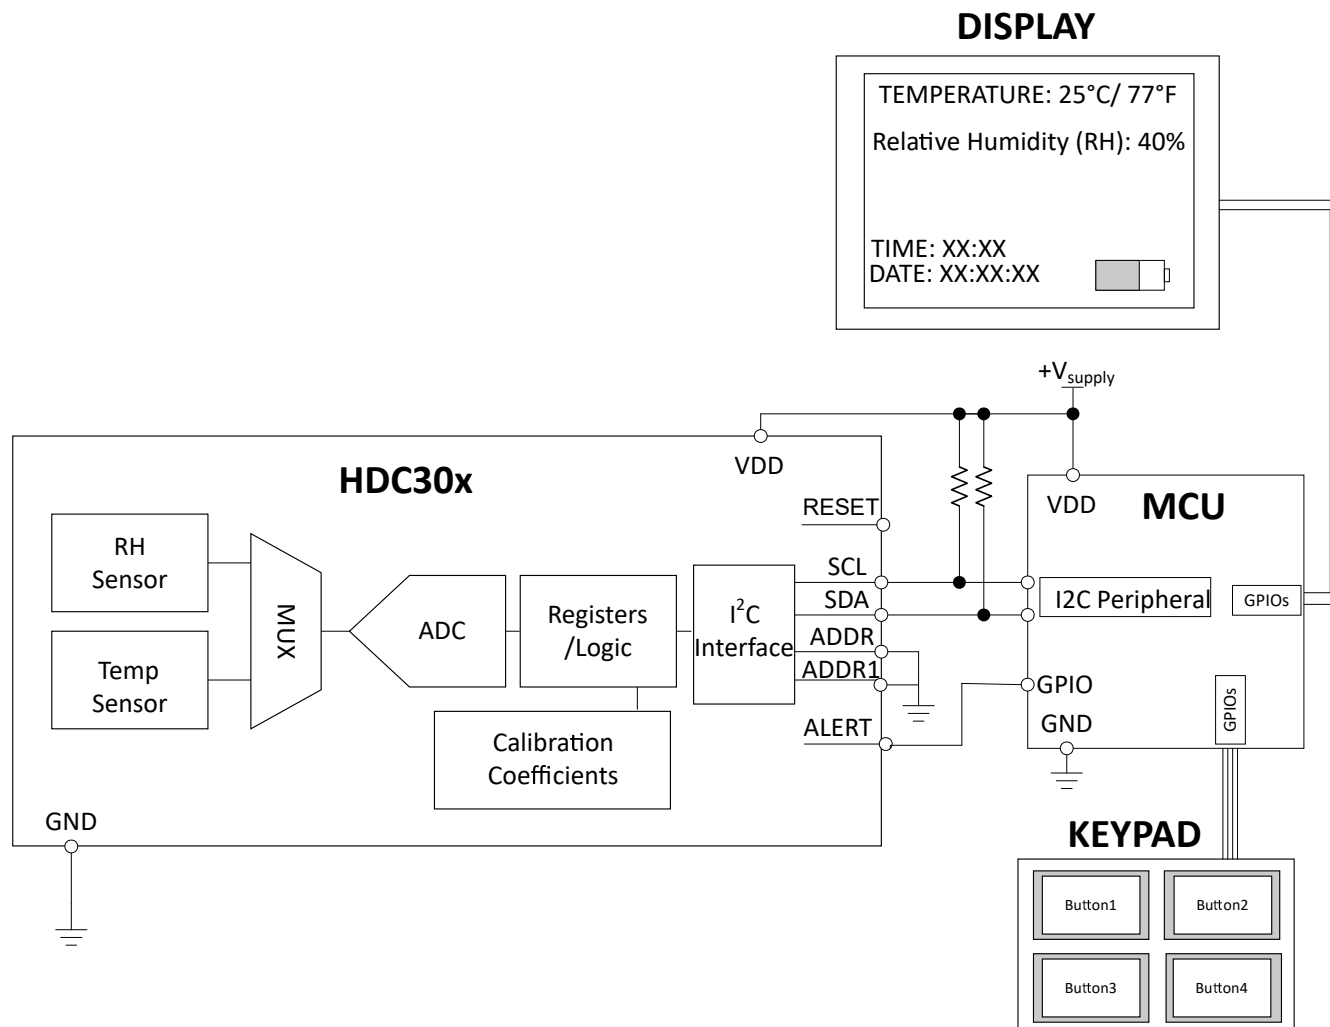 DISPLAY
TEMPERATURE: 25°C/ 77°F
Relative Humidity (RH): 40%
TIME: XX:XX
DATE: XX:XX:XX
+Vsupply
HDC30x
VDD
RESET
SCL
SDA
ADDR
ADDR1
ALERT
RH
Sensor
Temp
Sensor
MUX
ADC
Registers
/Logic
I²C
Interface
Calibration
Coefficients
GND
VDD
MCU
I2C Peripheral
GPIOs
GPIO
GND
GPIOs
KEYPAD
Button1
Button2
Button3
Button4